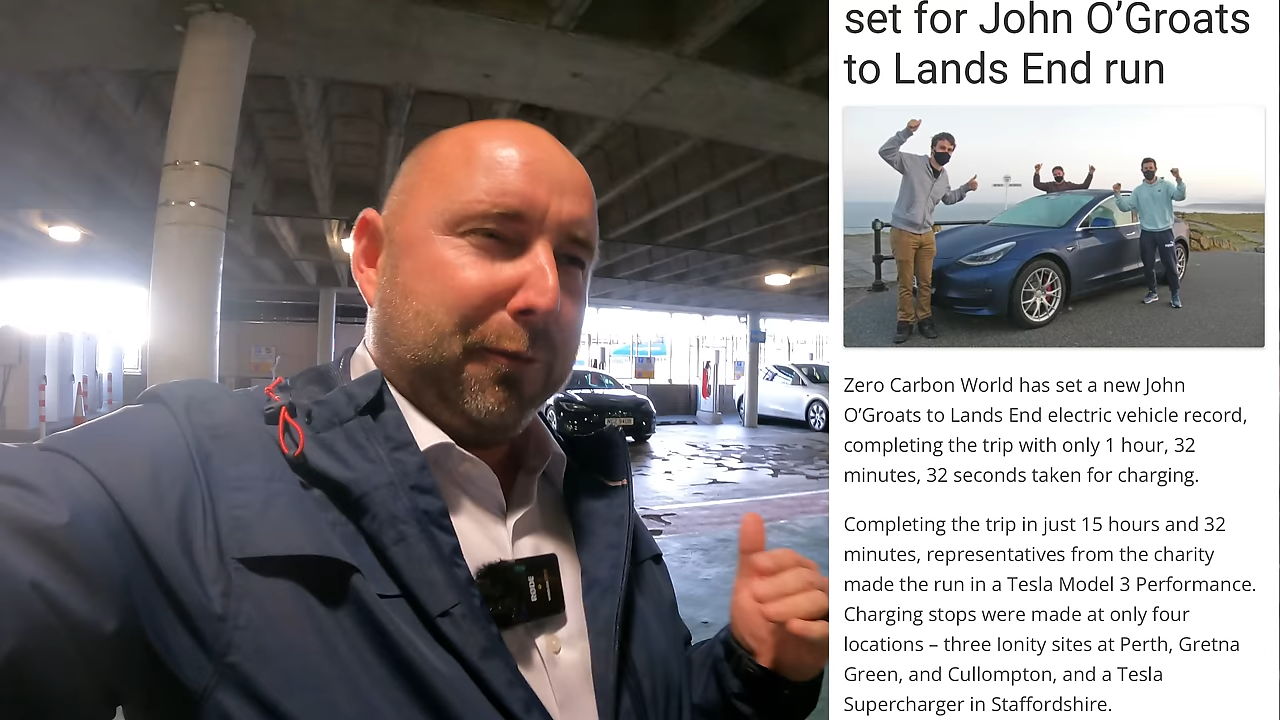 set for John O’Groats
to Lands End run
Zero Carbon World has set a new John
O’Groats to Lands End electric vehicle record,
completing the trip with only 1 hour, 32
minutes, 32 seconds taken for charging.
Completing the trip in just 15 hours and 32
minutes, representatives from the charity
made the run in a Tesla Model 3 Performance.
Charging stops were made at only four
locations – three Ionity sites at Perth, Gretna
Green, and Cullompton, and a Tesla
Supercharger in Staffordshire.
RØDE